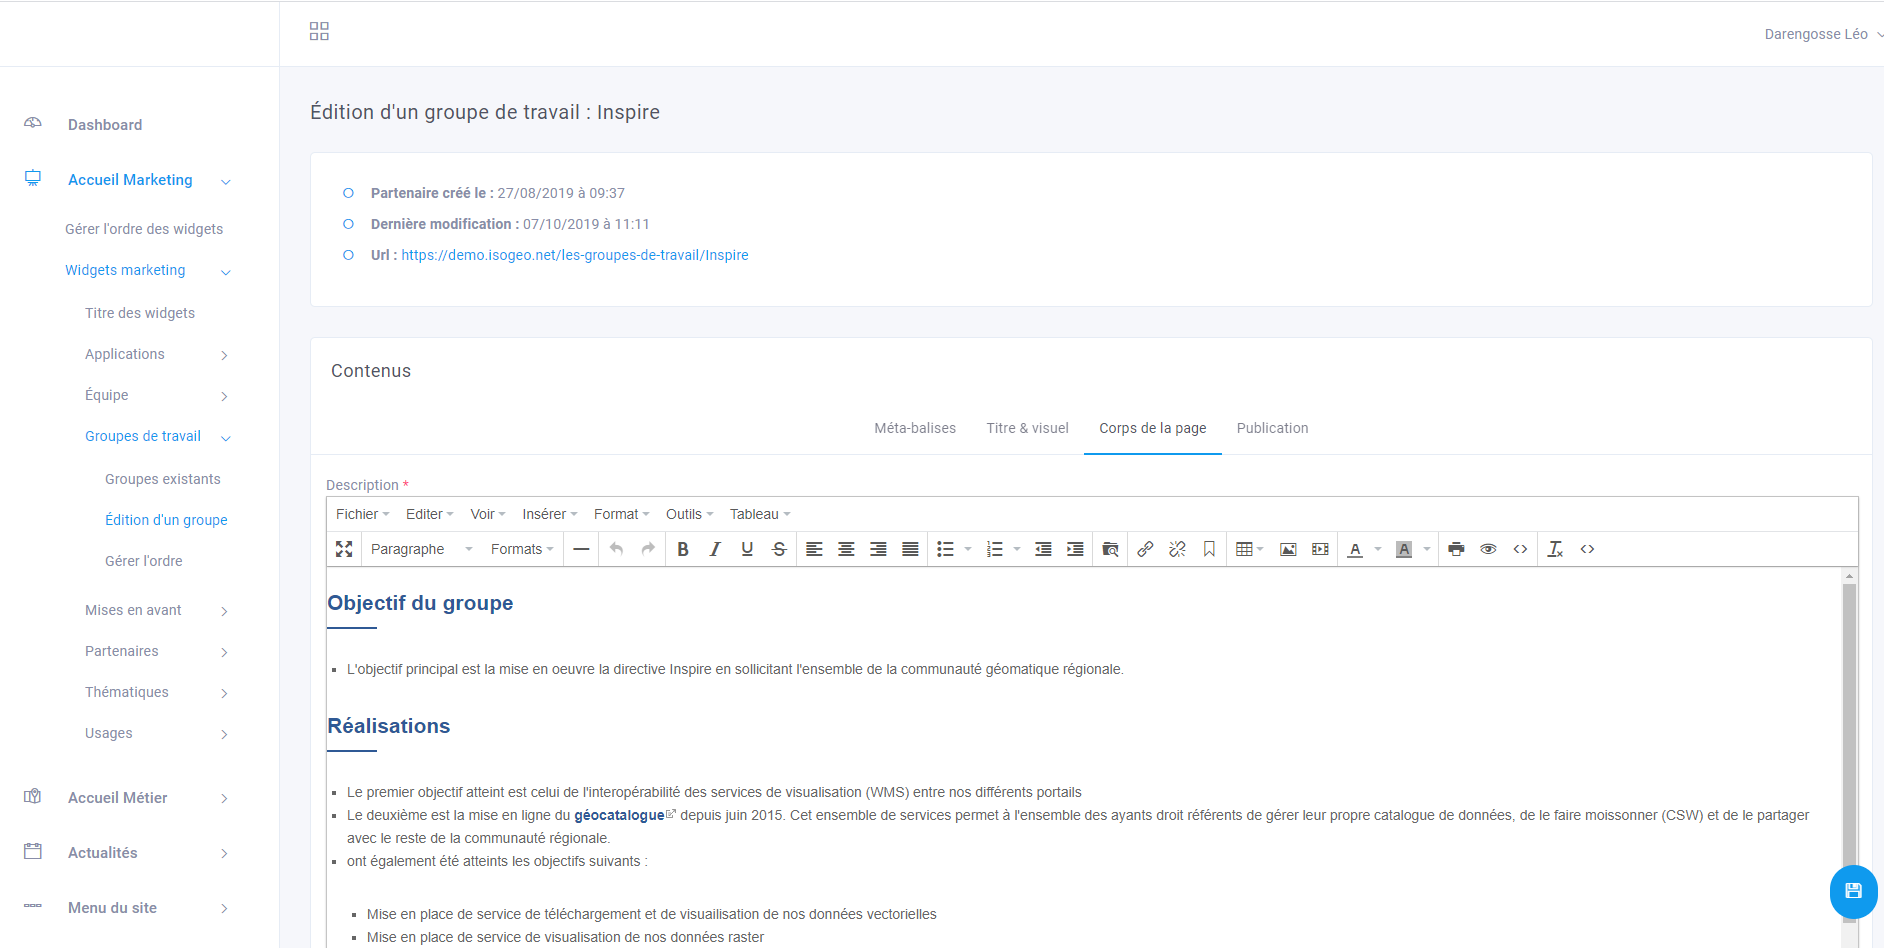 Darengosse Léo
Dashboard
Accueil Marketing
Gérer l'ordre des widgets
Widgets marketing
Titre des widgets
Applications
Équipe
Groupes de travail
Groupes existants
Édition d'un groupe
Gérer l'ordre
Mises en avant
Partenaires
Thématiques
Usages
Accueil Métier
Actualités
Menu du site
Édition d'un groupe de travail : Inspire
Partenaire créé le : 27/08/2019 à 09:37
Dernière modification : 07/10/2019 à 11:11
Url : https://demo.isogeo.net/les-groupes-de-travail/Inspire
Contenus
Méta-balises Titre & visuel Corps de la page Publication
Description *
Fichier Editer Voir Insérer Format Outils Tableau
Paragraphe Formats B I U S A A
Objectif du groupe
L'objectif principal est la mise en oeuvre la directive Inspire en sollicitant l'ensemble de la communauté géomatique régionale.
Réalisations
Le premier objectif atteint est celui de l'interopérabilité des services de visualisation (WMS) entre nos différents portails
Le deuxième est la mise en ligne du géocatalogue depuis juin 2015. Cet ensemble de services permet à l'ensemble des ayants droit référents de gérer leur propre catalogue de données, de le faire moissonner (CSW) et de le partager
avec le reste de la communauté régionale.
ont également été atteints les objectifs suivants :
Mise en place de service de téléchargement et de visuailisation de nos données vectorielles
Mise en place de service de visualisation de nos données raster